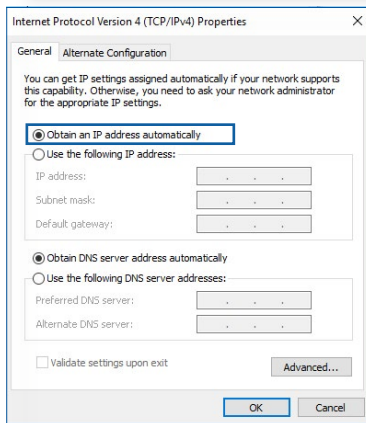 Internet Protocol Version 4 (TCP/IPv4) Properties
General
Alternate Configuration
You can get IP settings assigned automatically if your network supports
this capability. Otherwise, you need to ask your network administrator
for the appropriate IP settings.
Obtain an IP address automatically
Use the following IP address:
IP address:
Subnet mask:
Default gateway:
Obtain DNS server address automatically
Use the following DNS server addresses:
Preferred DNS server:
Alternate DNS server:
Validate settings upon exit
Advanced...
OK
Cancel